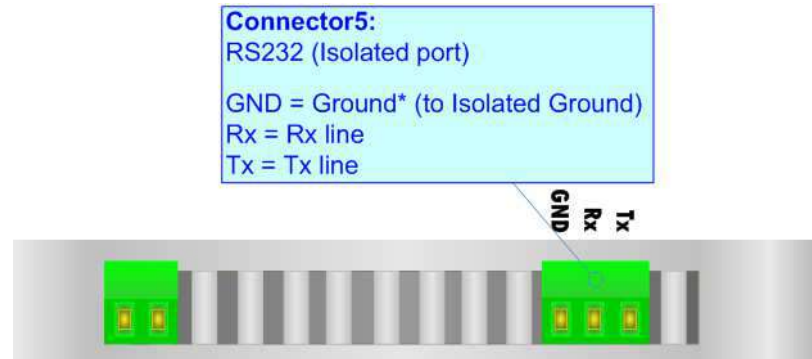 Connector5:
RS232 (Isolated port)
GND = Ground* (to Isolated Ground)
Rx = Rx line
Tx = Tx line
GND
Rx
Tx